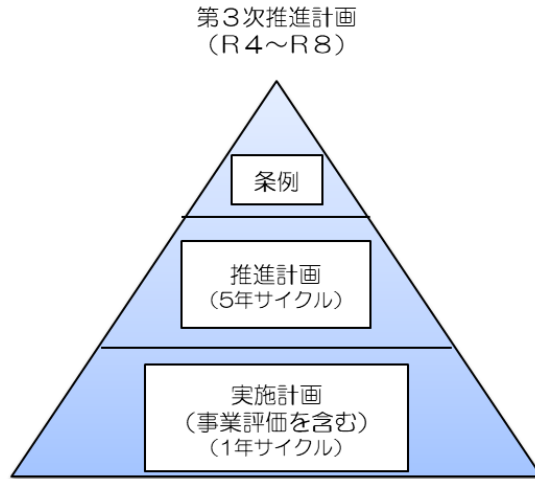 第３次推進計画
（Ｒ４～Ｒ８）
条例
推進計画
（5年サイクル）
実施計画
（事業評価を含む）
（1年サイクル）